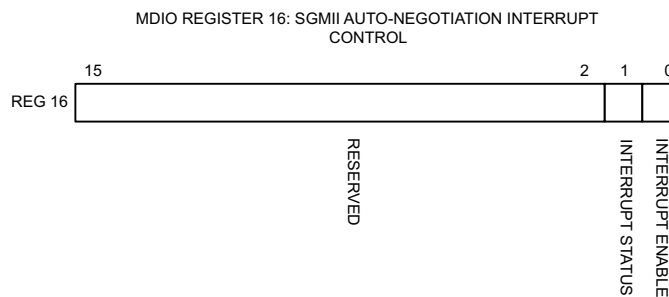 MDIO REGISTER 16: SGMII AUTO-NEGOTIATION INTERRUPT
CONTROL
15 2 1 0
REG 16
RESERVED
INTERRUPT STATUS
INTERRUPT ENABLE